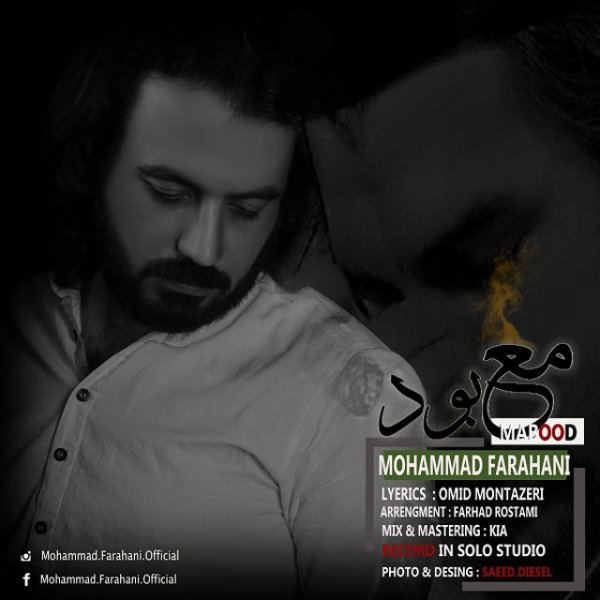 معبود
MABOOD
MOHAMMAD FARAHANI
LYERICS : OMID MONTAZERI
ARRENGMENT : FARHAD ROSTAMI
MIX & MASTERING : KIA
RECORD IN SOLO STUDIO
PHOTO & DESING : SAEED.DIESEL
Mohammad.Farahani.Official
Mohammad.Farahani.Official